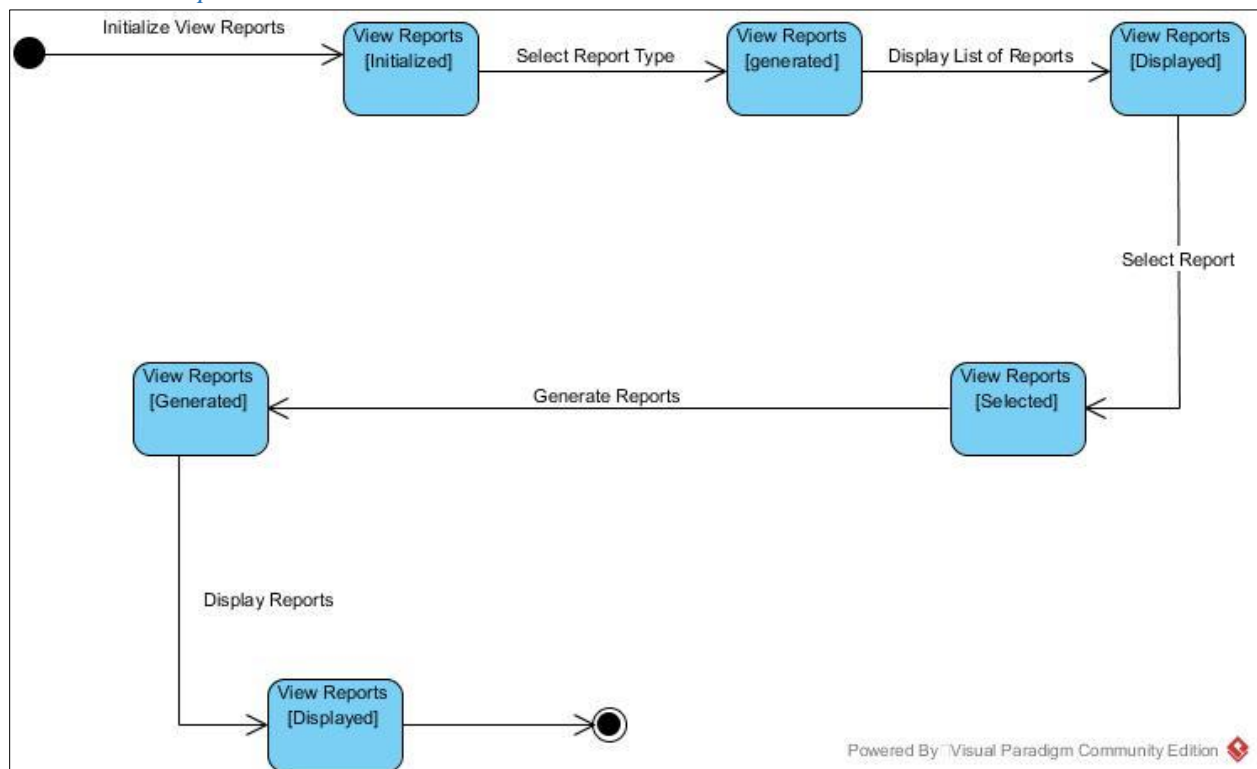 Initialize View Reports
View Reports
[Initialized]
Select Report Type
View Reports
[generated]
Display List of Reports
View Reports
[Displayed]
Select Report
View Reports
[Selected]
Generate Reports
View Reports
[Generated]
Display Reports
View Reports
[Displayed]
Powered By Visual Paradigm Community Edition